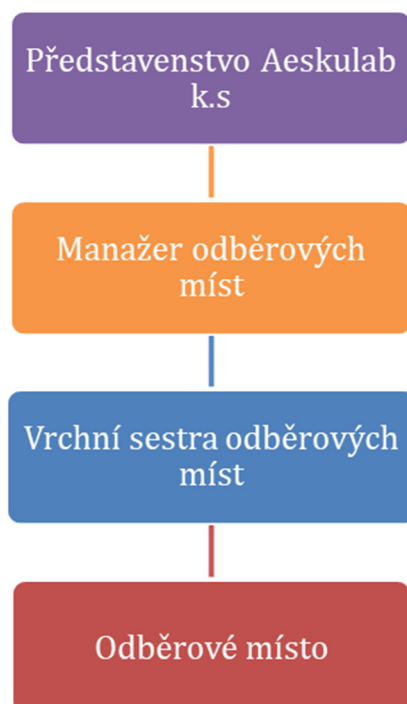 Představenstvo Aeskulab
k.s
Manažer odběrových
míst
Vrchní sestra odběrových
míst
Odběrové místo